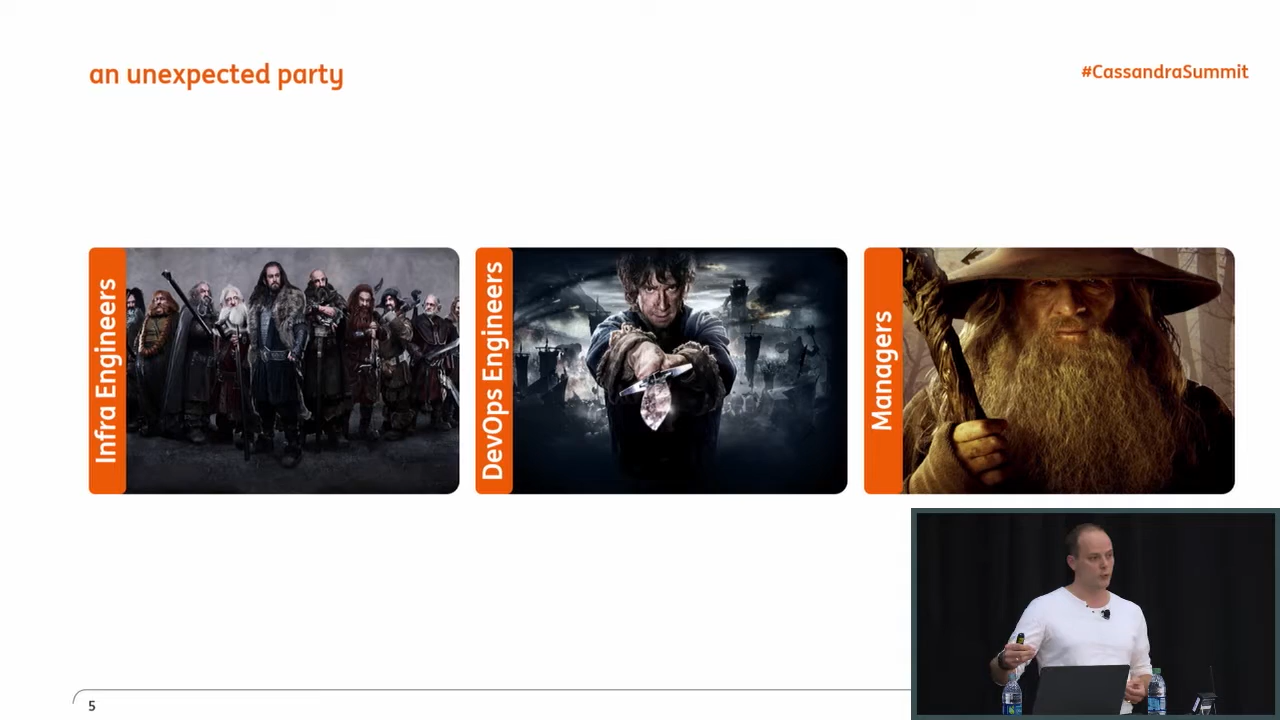 an unexpected party
#CassandraSummit
Infra Engineers
DevOps Engineers
Managers
5